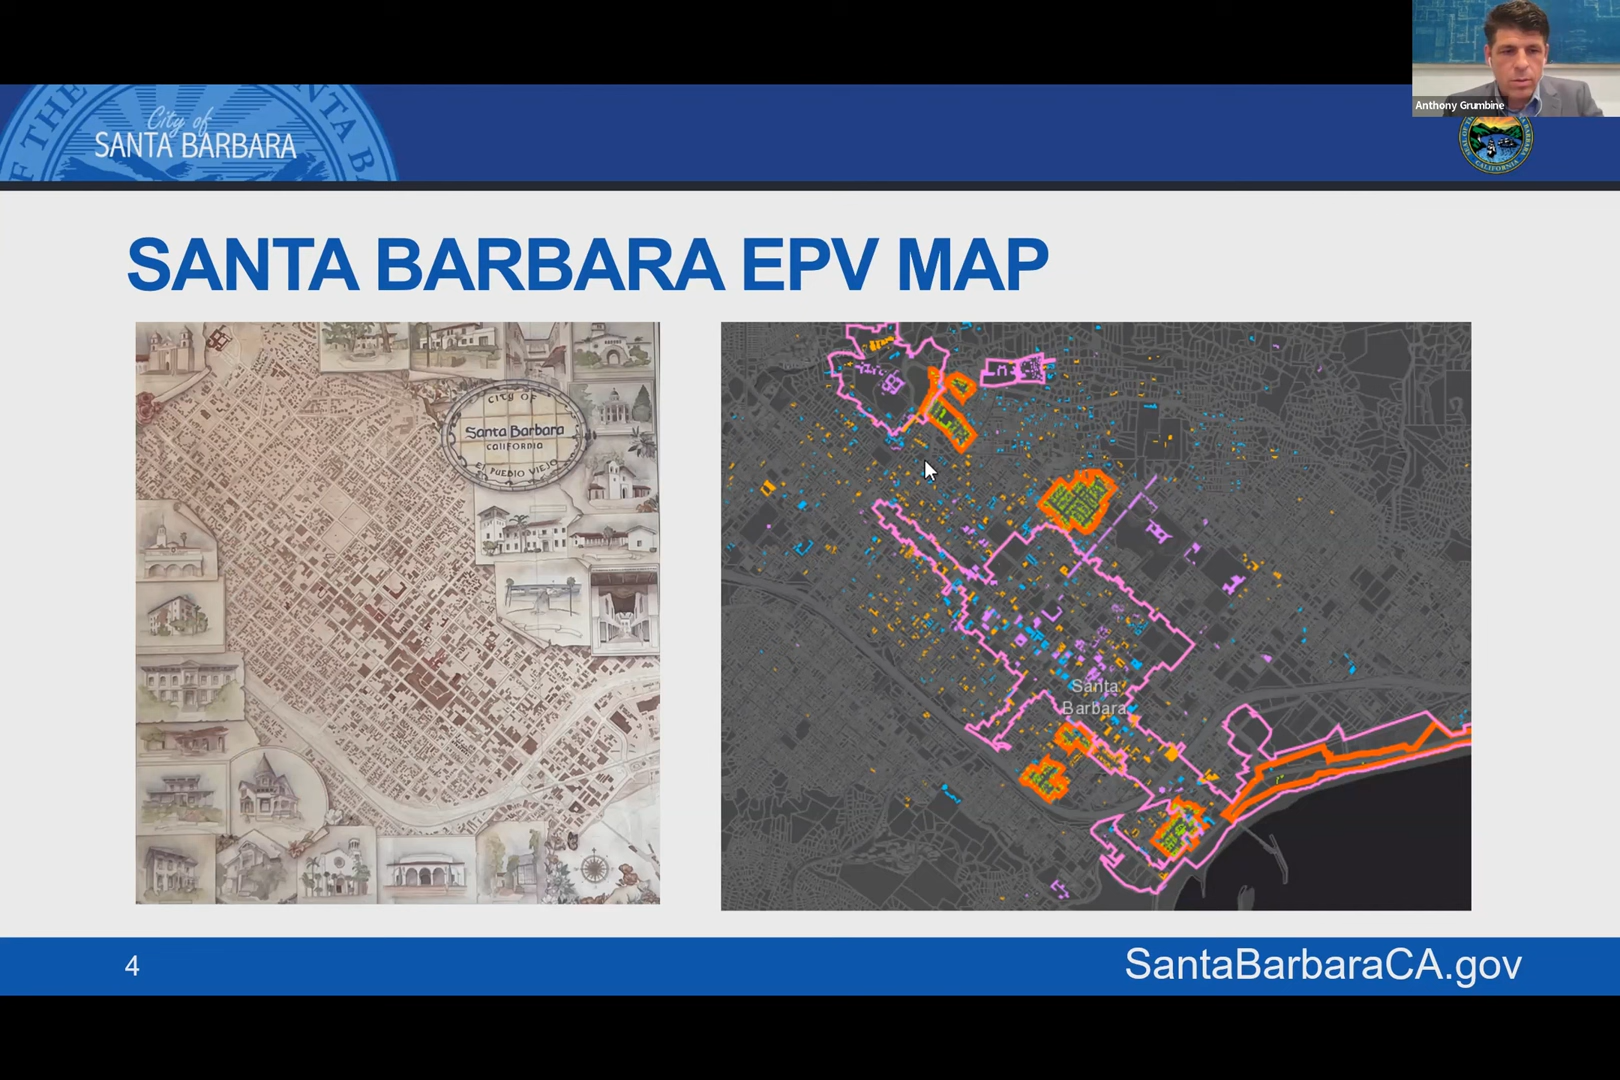 Anthony Grumbine
City of
SANTA BARBARA
SANTA BARBARA EPV MAP
CITY OF
Santa Barbara
CALIFORNIA
EL PUEBLO VIEJO
Santa
Barbara
4
SantaBarbaraCA.gov